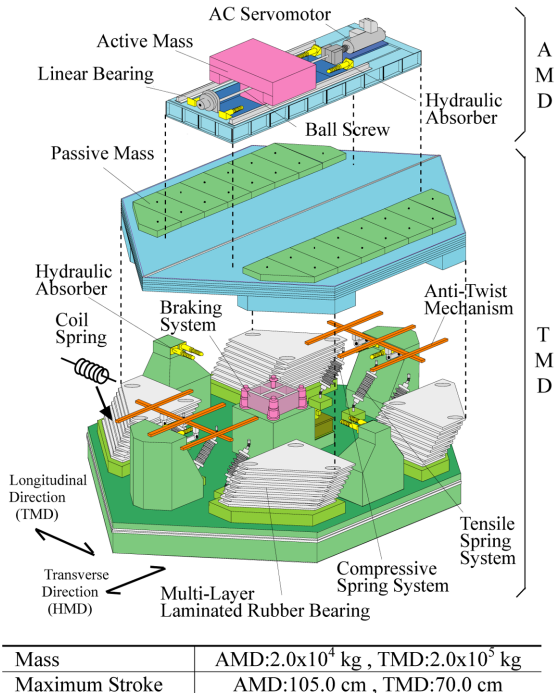 AC Servomotor
Active Mass
Linear Bearing
Hydraulic
Absorber
Ball Screw
A
M
D
Passive Mass
Hydraulic
Absorber
Braking
System
Anti-Twist
Mechanism
Coil
Spring
T
M
D
Longitudinal
Direction
(TMD)
Transverse
Direction
(HMD)
Tensile
Spring
System
Compressive
Spring System
Multi-Layer
Laminated Rubber Bearing
Mass AMD:2.0x10⁴ kg , TMD:2.0x10⁵ kg
Maximum Stroke AMD:105.0 cm , TMD:70.0 cm